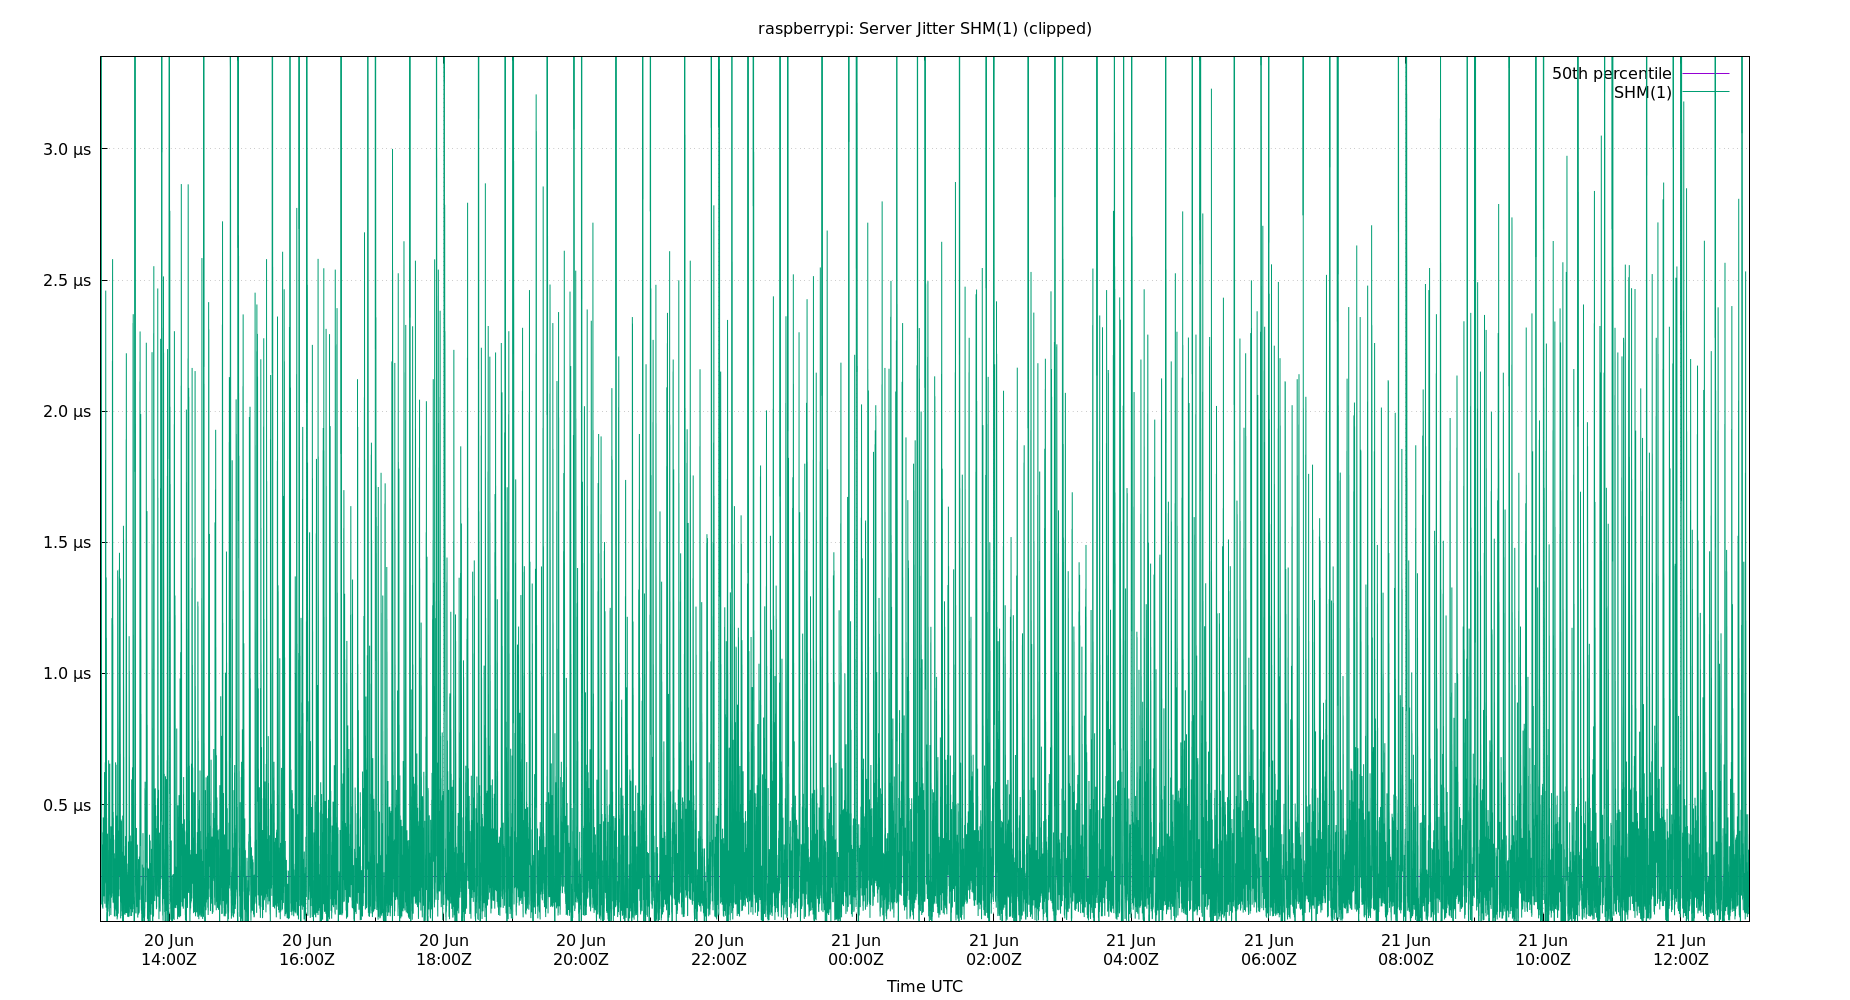 raspberrypi: Server Jitter SHM(1) (clipped)
50th percentile
SHM(1)
3.0 µs
2.5 µs
2.0 µs
1.5 µs
1.0 µs
0.5 µs
20 Jun 20 Jun 20 Jun 20 Jun 20 Jun 21 Jun 21 Jun 21 Jun 21 Jun 21 Jun 21 Jun 21 Jun
14:00Z 16:00Z 18:00Z 20:00Z 22:00Z 00:00Z 02:00Z 04:00Z 06:00Z 08:00Z 10:00Z 12:00Z
Time UTC